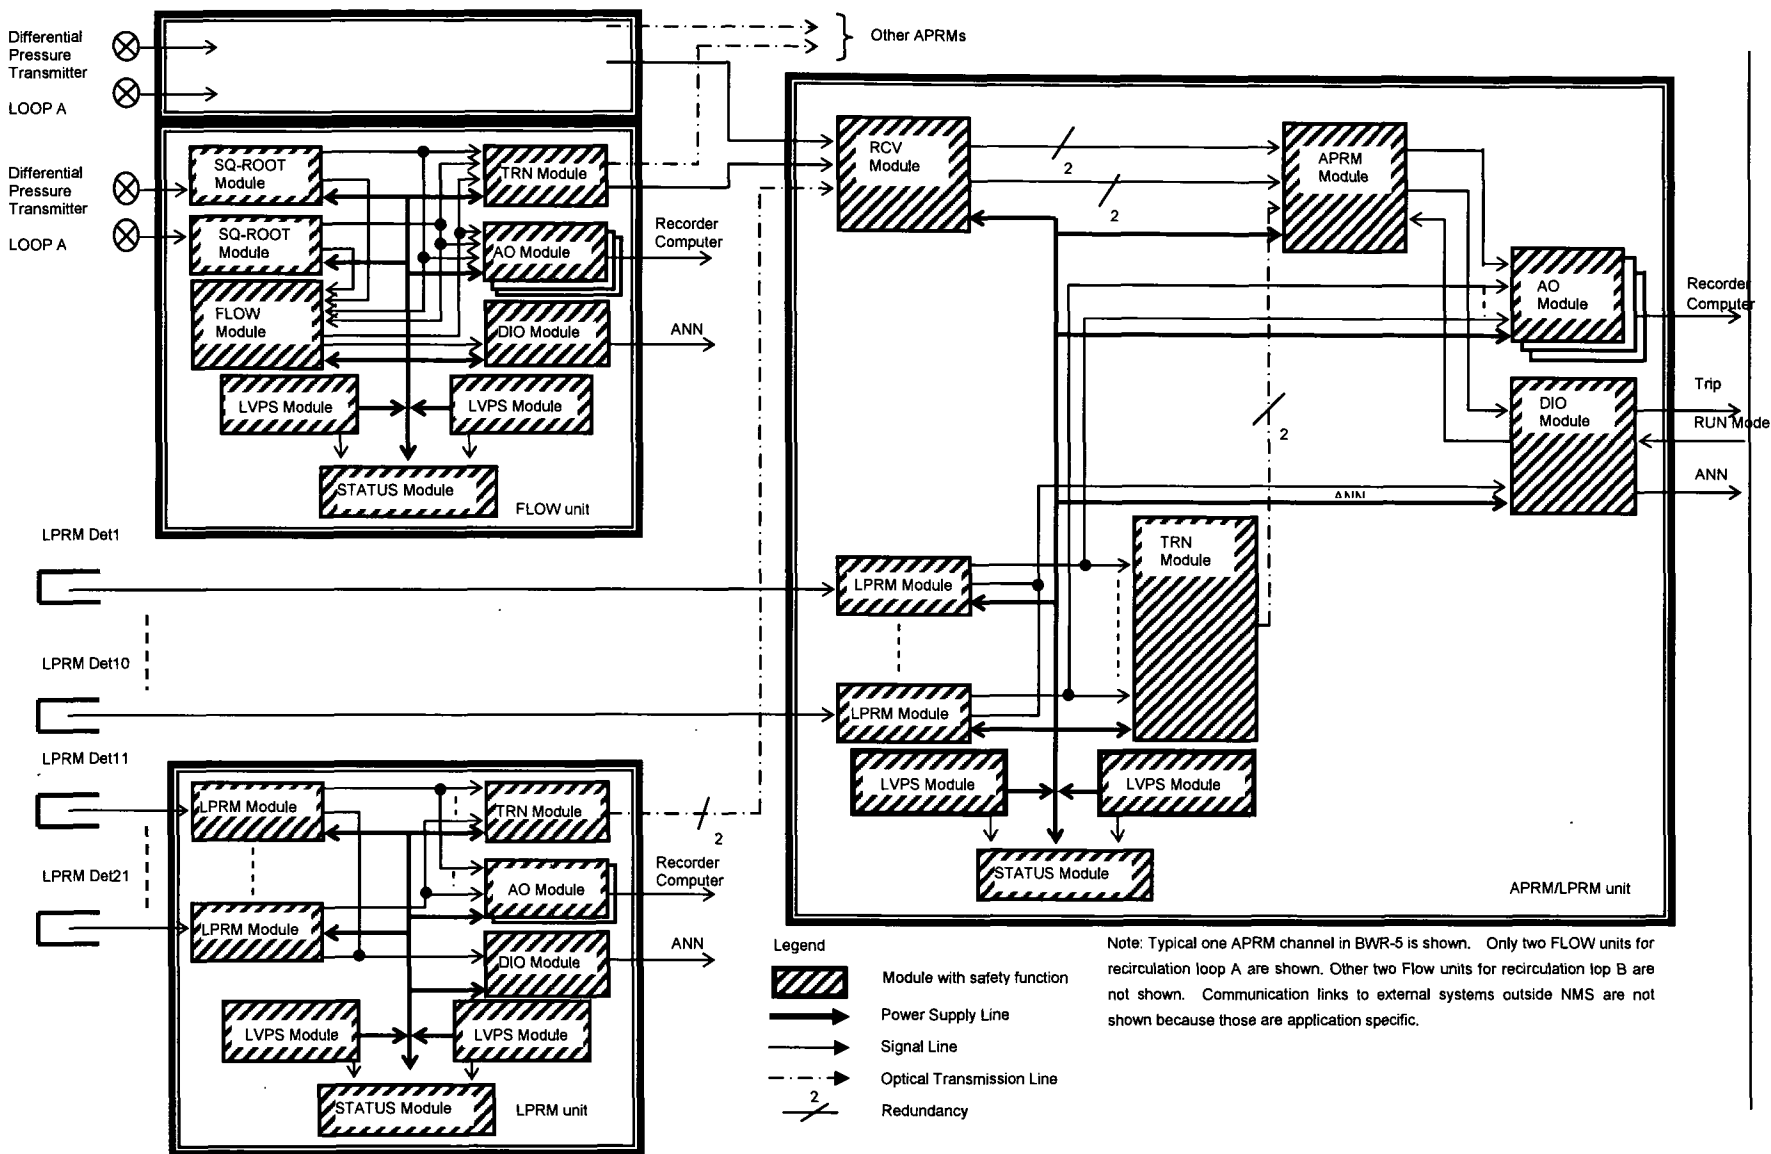 Differential
Pressure
Transmitter
LOOP A
Other APRMs
Differential
Pressure
Transmitter
LOOP A
SQ-ROOT
Module
SQ-ROOT
Module
FLOW
Module
TRN Module
AO Module
DIO Module
LVPS Module
LVPS Module
STATUS Module
FLOW unit
Recorder
Computer
ANN
RCV
Module
2
2
APRM
Module
AO
Module
Recorder
Computer
DIO
Module
Trip
RUN Mode
ANN
2
ANN
TRN
Module
LPRM Module
LPRM Module
LVPS Module
LVPS Module
STATUS Module
APRM/LPRM unit
LPRM Det1
LPRM Det10
LPRM Det11
LPRM Det21
LPRM Module
LPRM Module
TRN Module
2
AO Module
Recorder
Computer
DIO Module
ANN
LVPS Module
LVPS Module
STATUS Module
LPRM unit
Legend
Module with safety function
Power Supply Line
Signal Line
Optical Transmission Line
2
Redundancy
Note: Typical one APRM channel in BWR-5 is shown. Only two FLOW units for
recirculation loop A are shown. Other two Flow units for recirculation lop B are
not shown. Communication links to external systems outside NMS are not
shown because those are application specific.